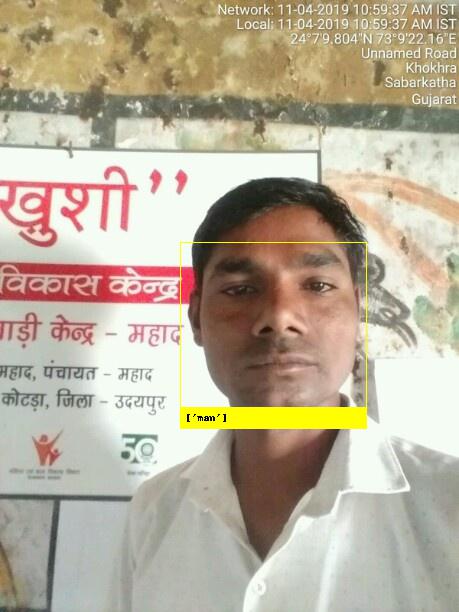 Network: 11-04-2019 10:59:37 AM IST
Local: 11-04-2019 10:59:37 AM IST
24°7'9.804"N 73°9'22.16"E
Unnamed Road
Khokhra
Sabarkatha
Gujarat
खुशी”
विकास केन्द्र
केन्द्र - महाद
महाद, पंचायत - महाद
कोटड़ा, जिला - उदयपुर
50
['man']